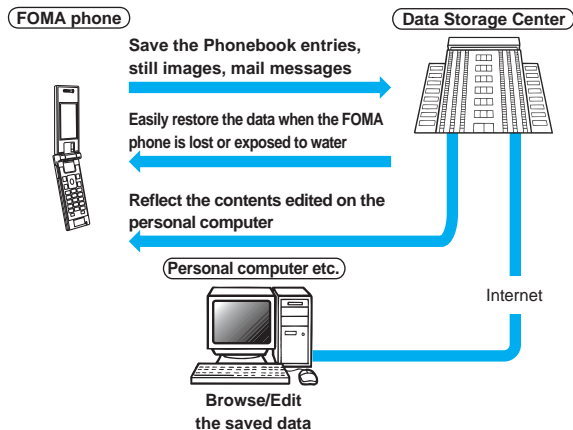 FOMA phone
Data Storage Center
Save the Phonebook entries,
still images, mail messages
Easily restore the data when the FOMA
phone is lost or exposed to water
Reflect the contents edited on the
personal computer
Personal computer etc.
Internet
Browse/Edit
the saved data